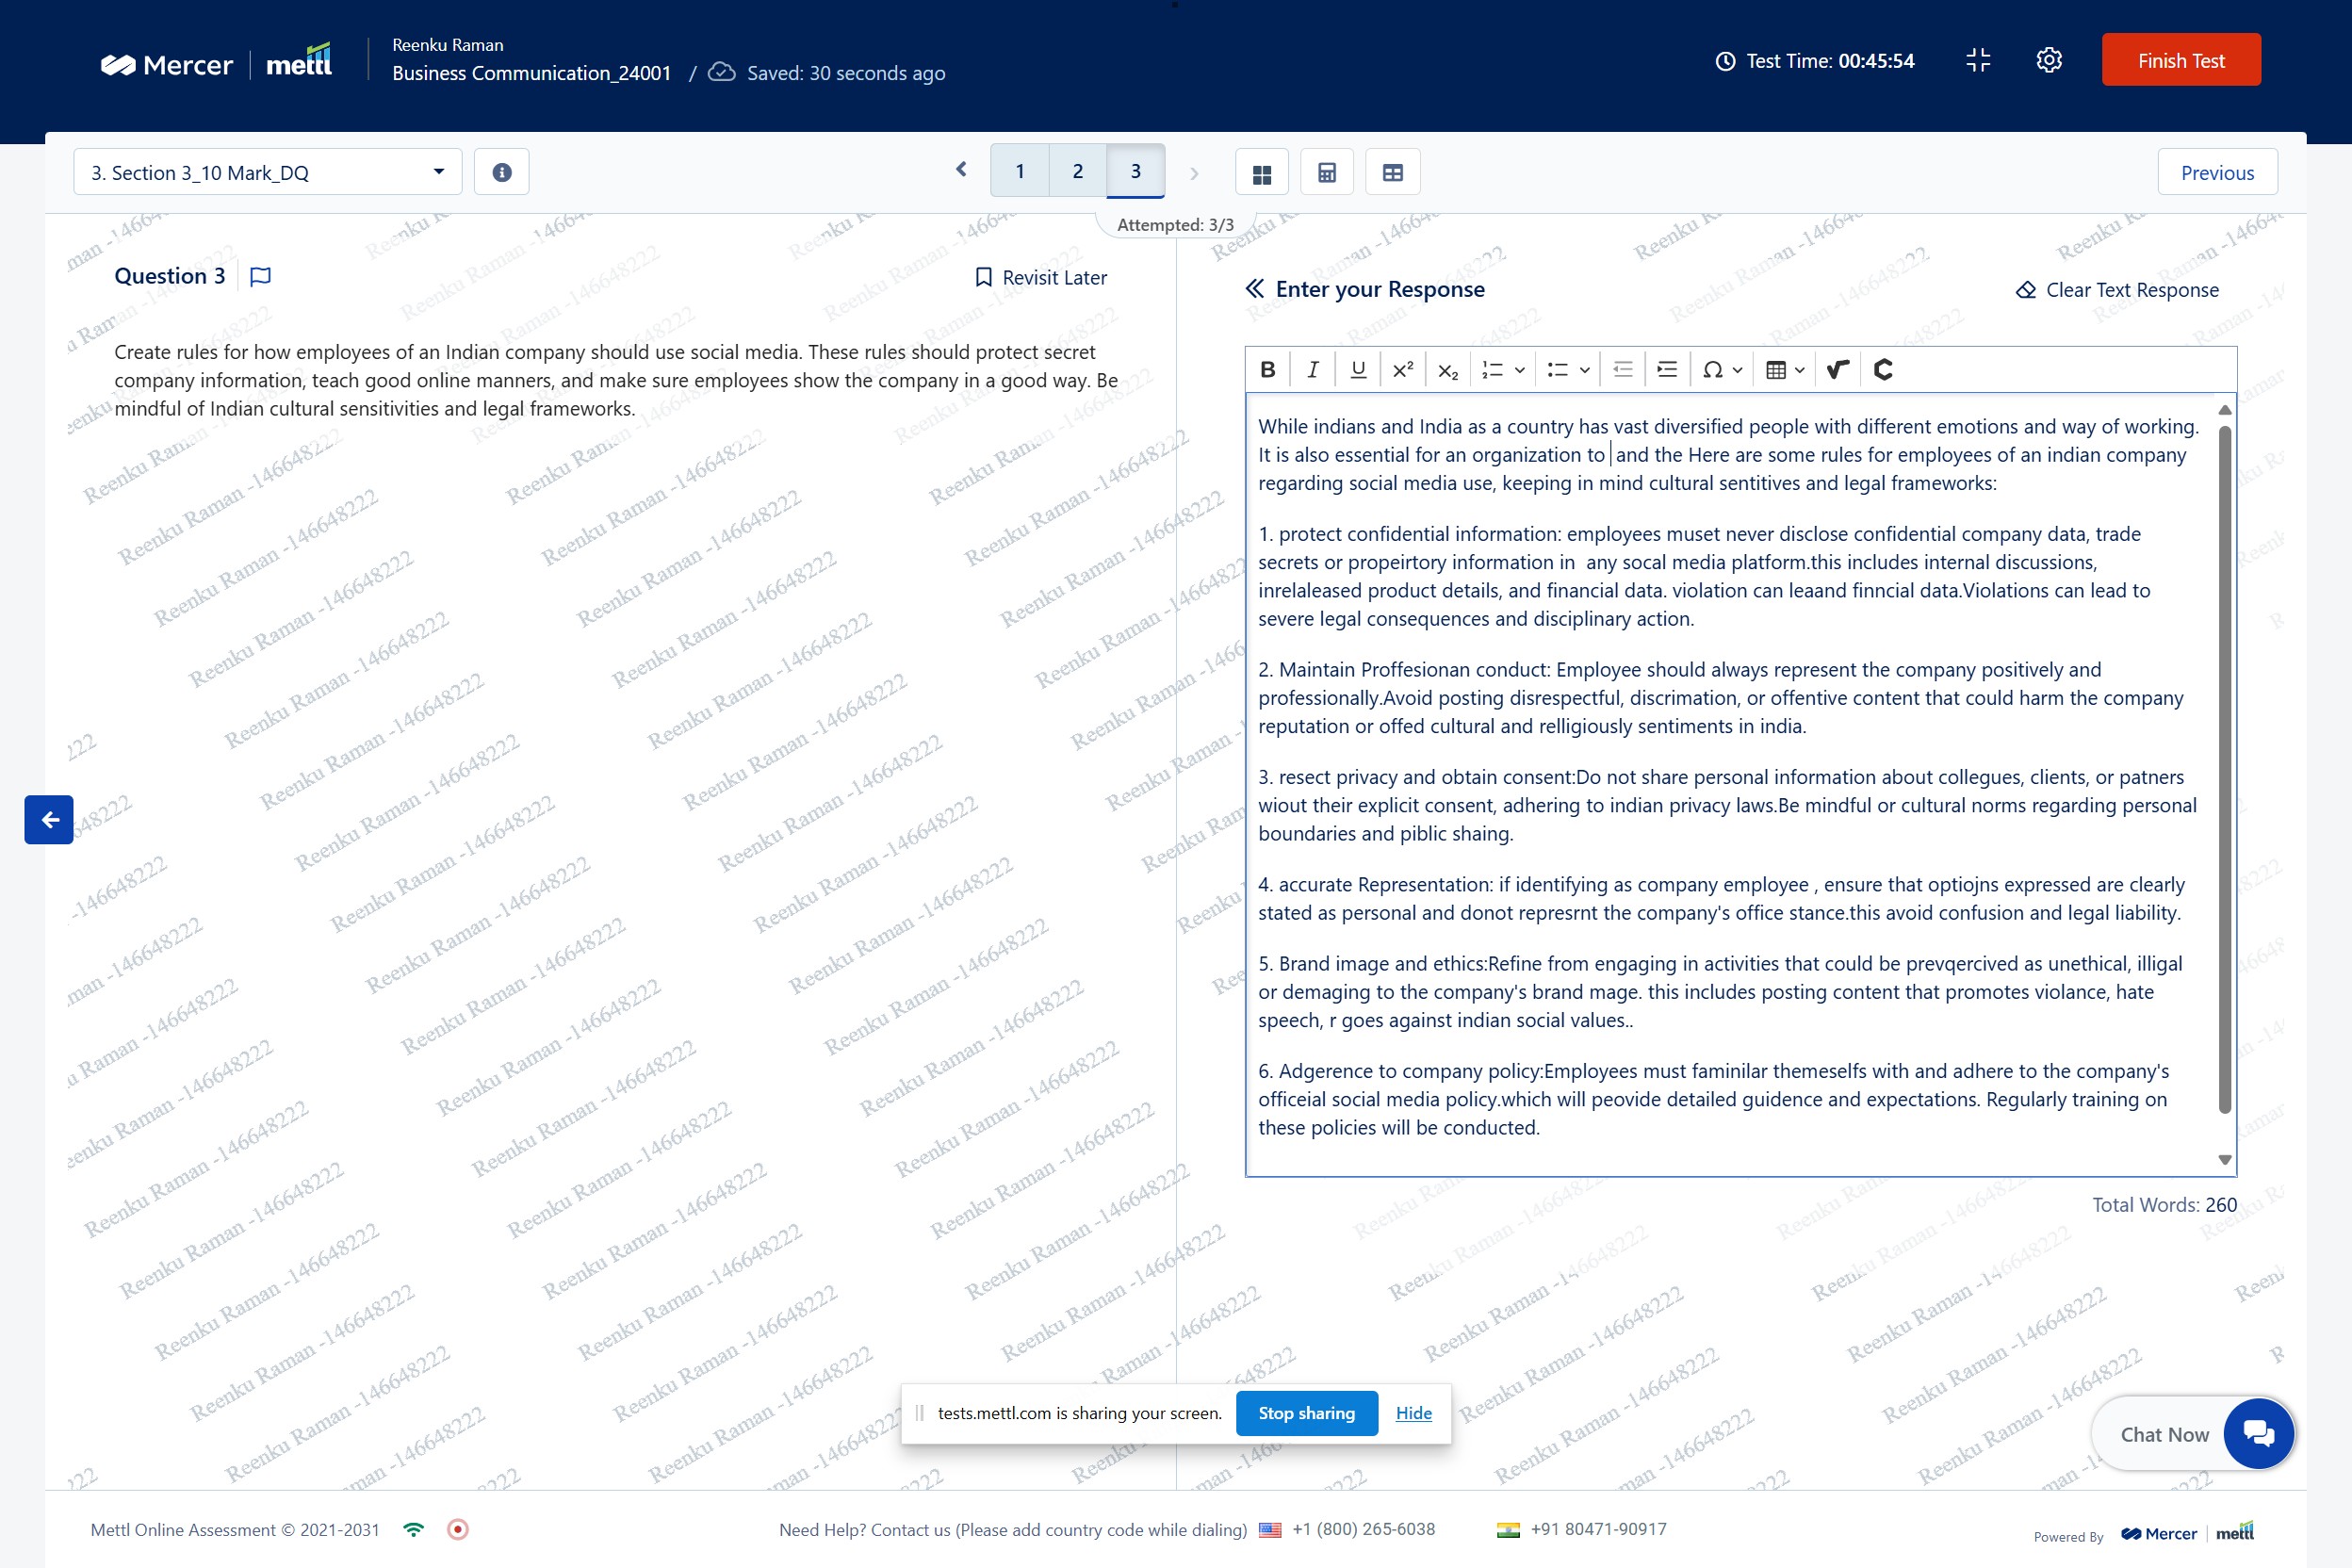 Mercer | mettl
Reenku Raman
Business Communication_24001 / Saved: 30 seconds ago
Test Time: 00:45:54
Finish Test
3. Section 3_10 Mark_DQ
1 2 3
Previous
Attempted: 3/3
Question 3
Revisit Later
Create rules for how employees of an Indian company should use social media. These rules should protect secret
company information, teach good online manners, and make sure employees show the company in a good way. Be
mindful of Indian cultural sensitivities and legal frameworks.
Enter your Response
Clear Text Response
While indians and India as a country has vast diversified people with different emotions and way of working.
It is also essential for an organization to and the Here are some rules for employees of an indian company
regarding social media use, keeping in mind cultural sentitives and legal frameworks:
1. protect confidential information: employees muset never disclose confidential company data, trade
secrets or propeirtory information in any socal media platform.this includes internal discussions,
inrelaleased product details, and financial data. violation can leaand finncial data.Violations can lead to
severe legal consequences and disciplinary action.
2. Maintain Proffesionan conduct: Employee should always represent the company positively and
professionally.Avoid posting disrespectful, discrimation, or offentive content that could harm the company
reputation or offed cultural and relligiously sentiments in india.
3. resect privacy and obtain consent:Do not share personal information about collegues, clients, or patners
wiout their explicit consent, adhering to indian privacy laws.Be mindful or cultural norms regarding personal
boundaries and piblic shaing.
4. accurate Representation: if identifying as company employee , ensure that optiojns expressed are clearly
stated as personal and donot represrnt the company's office stance.this avoid confusion and legal liability.
5. Brand image and ethics:Refine from engaging in activities that could be prevqercived as unethical, illigal
or demaging to the company's brand mage. this includes posting content that promotes violance, hate
speech, r goes against indian social values..
6. Adgerence to company policy:Employees must faminilar themeselfs with and adhere to the company's
officeial social media policy.which will peovide detailed guidence and expectations. Regularly training on
these policies will be conducted.
Total Words: 260
Reenku Raman -146648222
tests.mettl.com is sharing your screen. Stop sharing Hide
Chat Now
Mettl Online Assessment © 2021-2031
Need Help? Contact us (Please add country code while dialing) +1 (800) 265-6038 +91 80471-90917
Powered By Mercer | mettl